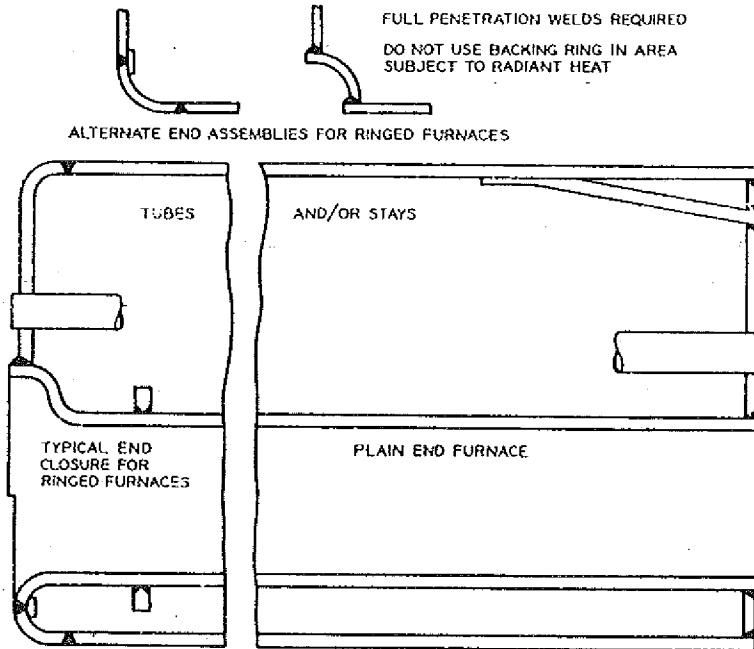 FULL PENETRATION WELDS REQUIRED
DO NOT USE BACKING RING IN AREA
SUBJECT TO RADIANT HEAT
ALTERNATE END ASSEMBLIES FOR RINGED FURNACES
TUBES AND/OR STAYS
TYPICAL END
CLOSURE FOR
RINGED FURNACES
PLAIN END FURNACE